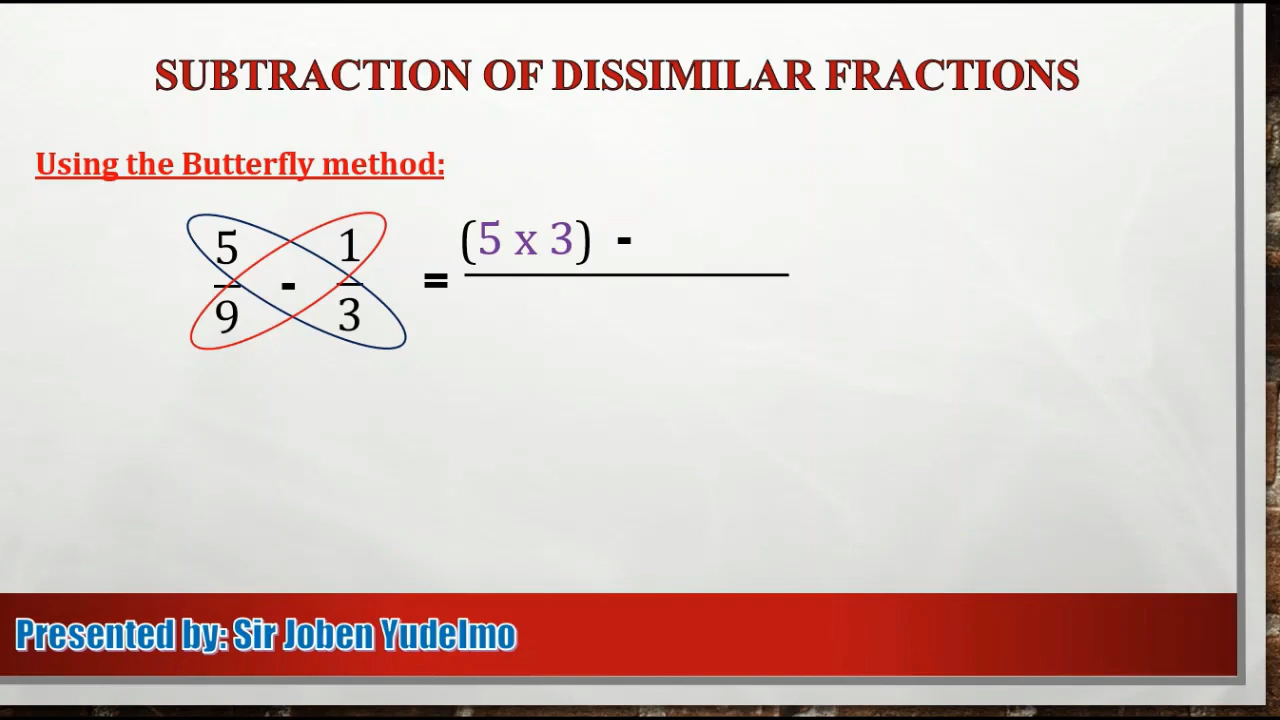 SUBTRACTION OF DISSIMILAR FRACTIONS
Using the Butterfly method:
5 1 (5 x 3) -
- =
9 3
Presented by: Sir Joben Yudelmo